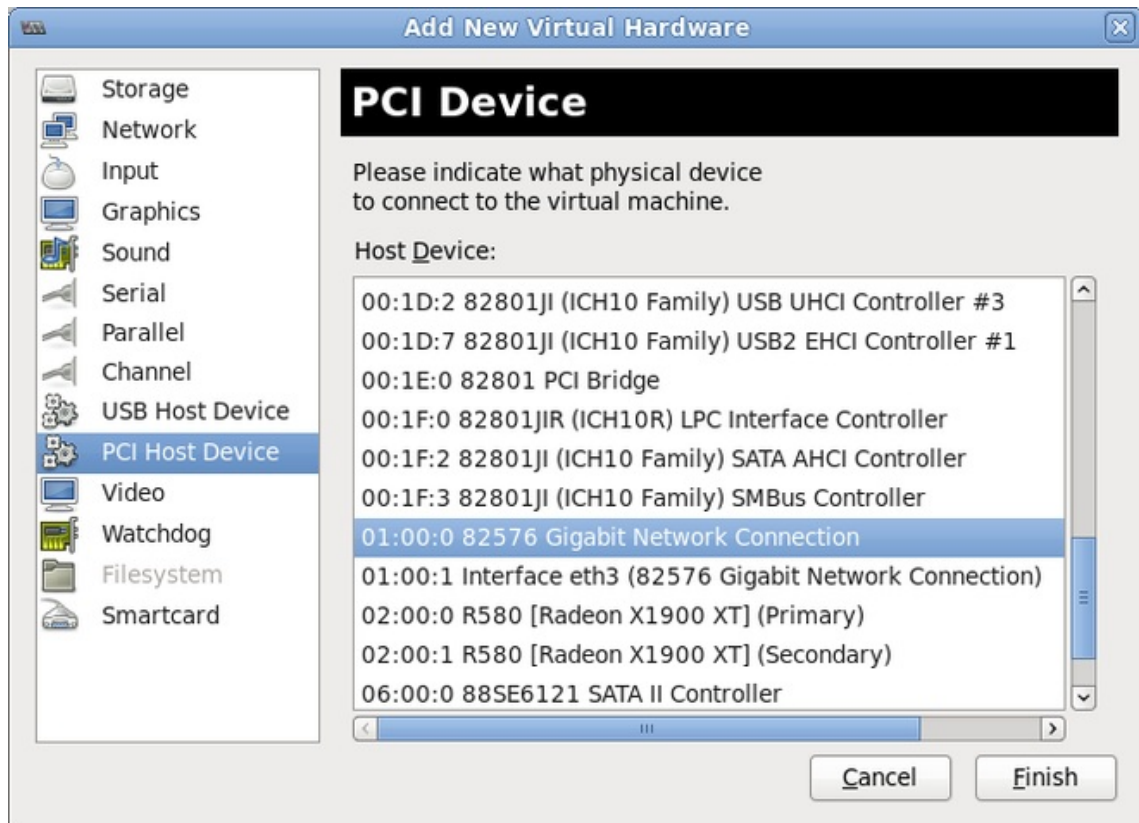 Add New Virtual Hardware
Storage
Network
Input
Graphics
Sound
Serial
Parallel
Channel
USB Host Device
PCI Host Device
Video
Watchdog
Filesystem
Smartcard
PCI Device
Please indicate what physical device
to connect to the virtual machine.
Host Device:
00:1D:2 82801JI (ICH10 Family) USB UHCI Controller #3
00:1D:7 82801JI (ICH10 Family) USB2 EHCI Controller #1
00:1E:0 82801 PCI Bridge
00:1F:0 82801JIR (ICH10R) LPC Interface Controller
00:1F:2 82801JI (ICH10 Family) SATA AHCI Controller
00:1F:3 82801JI (ICH10 Family) SMBus Controller
01:00:0 82576 Gigabit Network Connection
01:00:1 Interface eth3 (82576 Gigabit Network Connection)
02:00:0 R580 [Radeon X1900 XT] (Primary)
02:00:1 R580 [Radeon X1900 XT] (Secondary)
06:00:0 88SE6121 SATA II Controller
Cancel
Finish